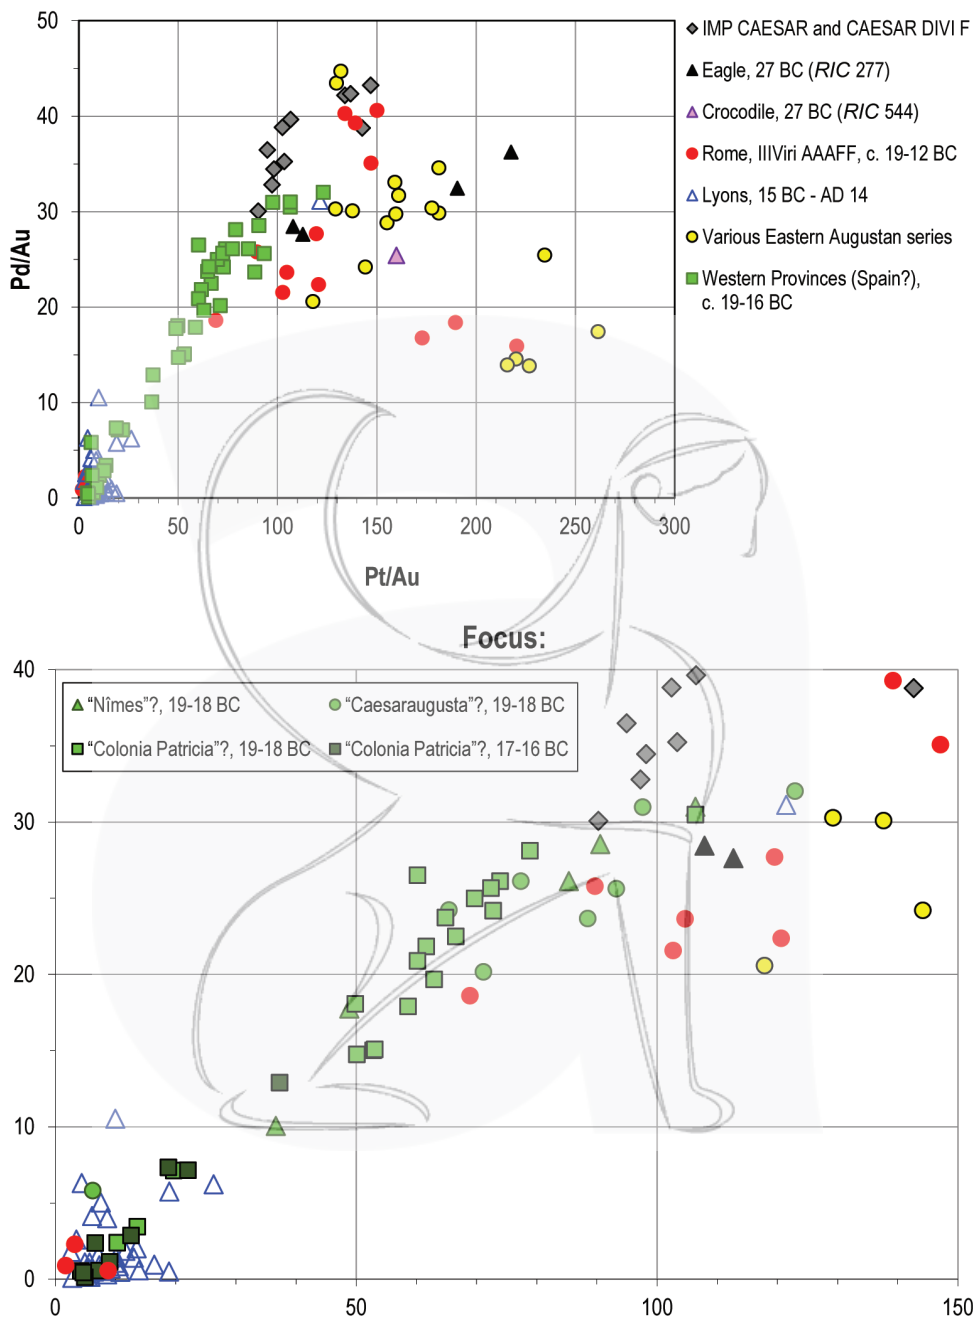 50
40
30
20
10
0
Pd/Au
0 50 100 150 200 250 300
Pt/Au
IMP CAESAR and CAESAR DIVI F
Eagle, 27 BC (RIC 277)
Crocodile, 27 BC (RIC 544)
Rome, IIIViri AAAFF, c. 19-12 BC
Lyons, 15 BC - AD 14
Various Eastern Augustan series
Western Provinces (Spain?),
c. 19-16 BC
Focus:
40
30
20
10
0
"Nîmes"?, 19-18 BC
"Caesaraugusta"?, 19-18 BC
"Colonia Patricia"?, 19-18 BC
"Colonia Patricia"?, 17-16 BC
0 50 100 150